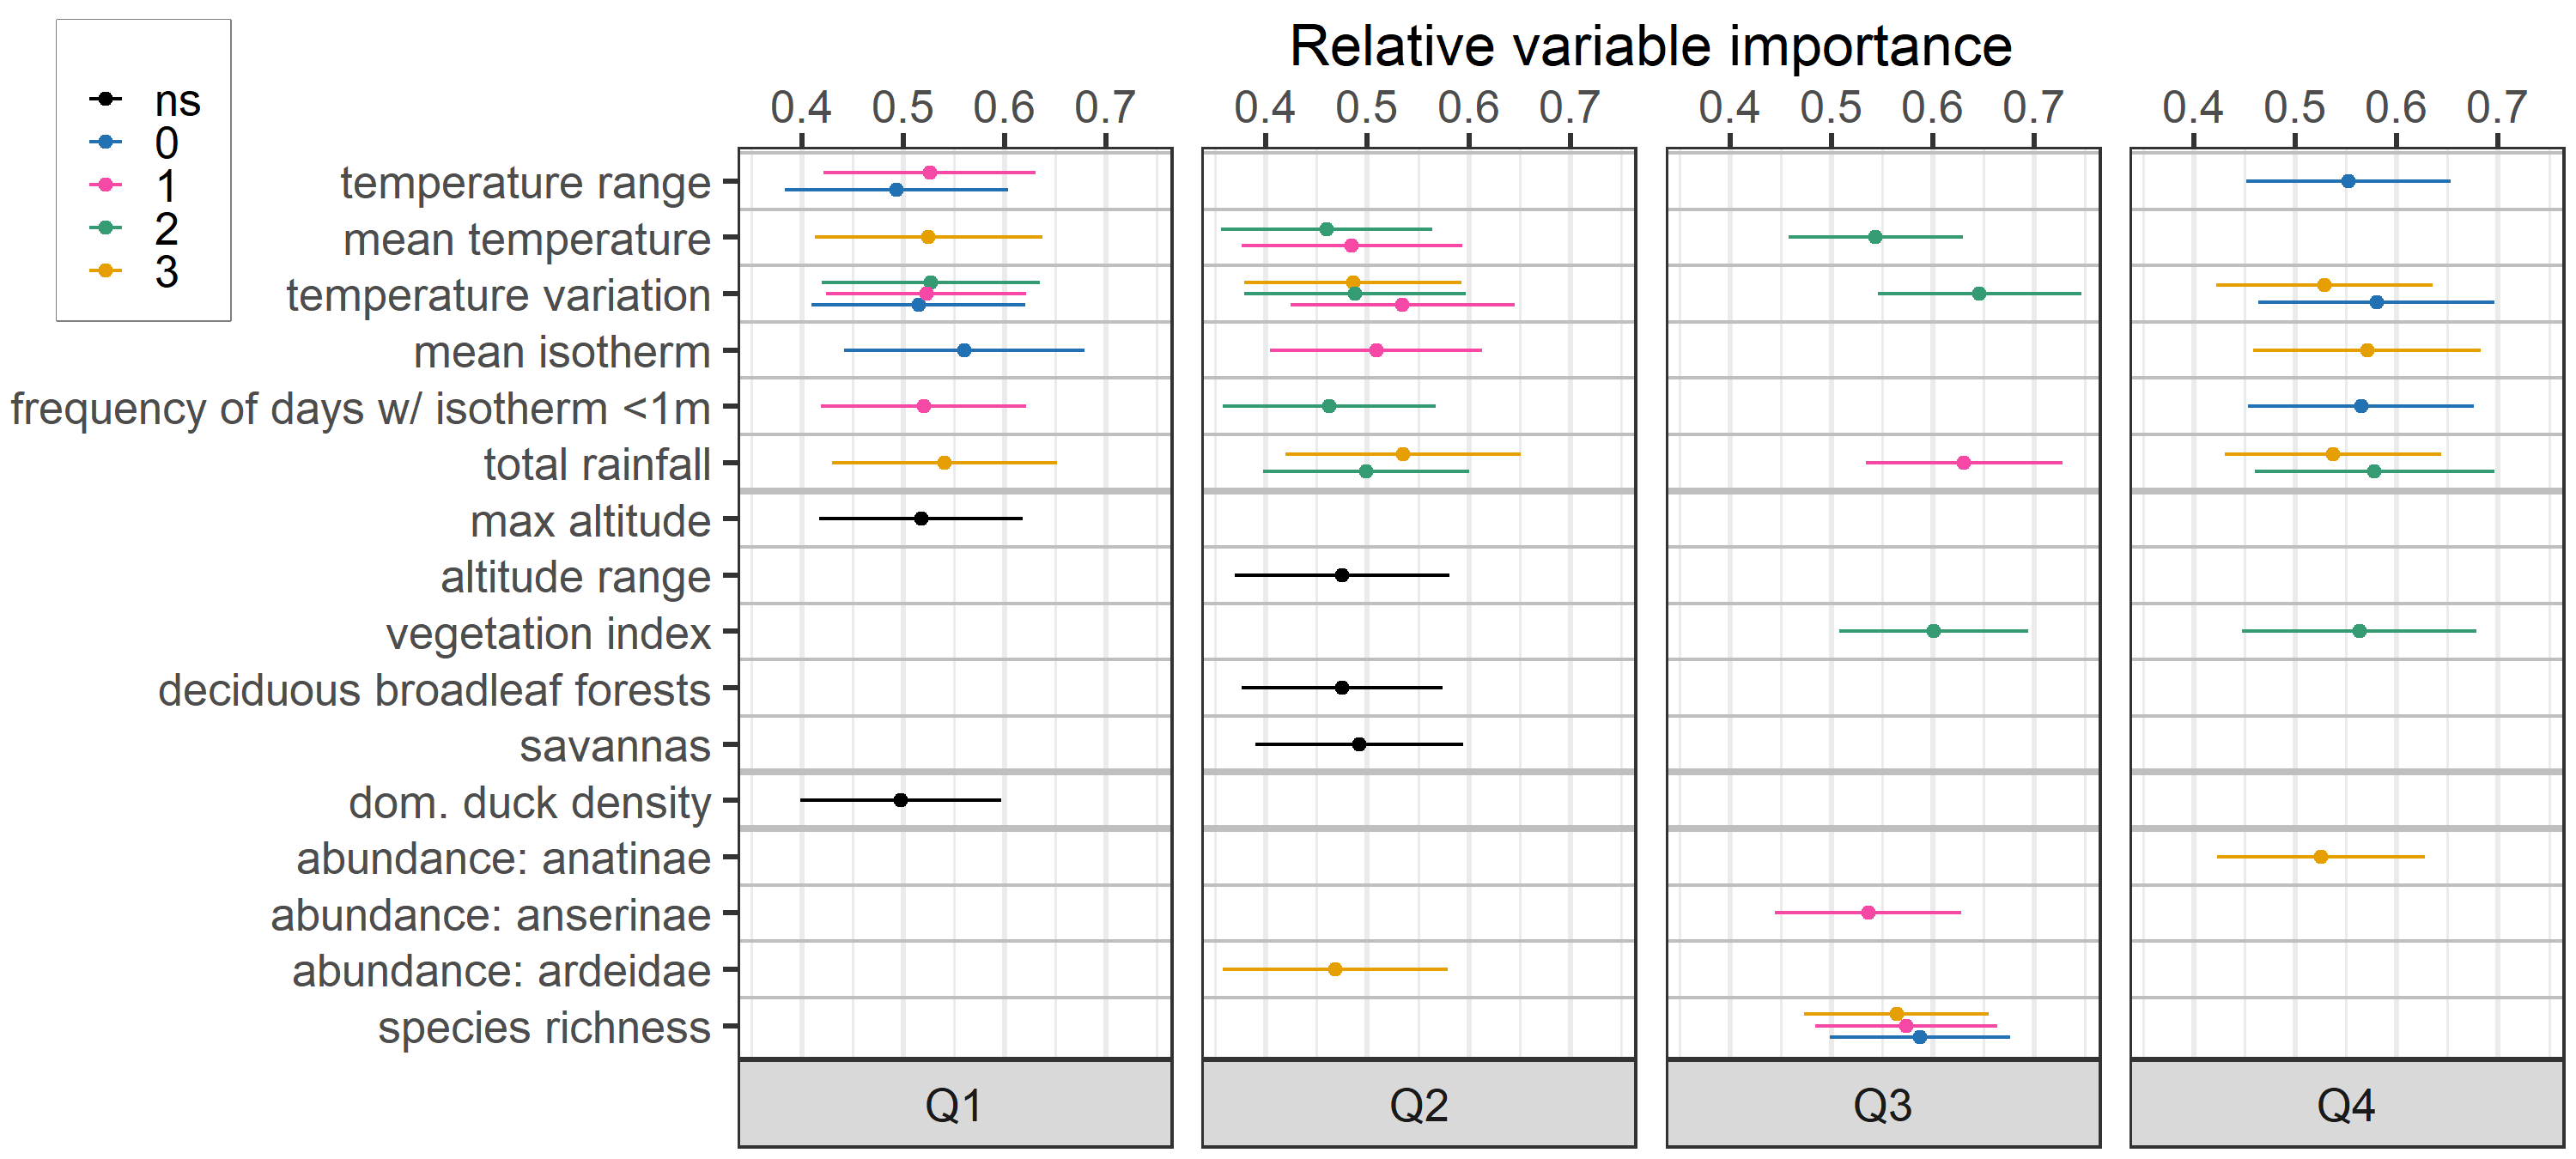 Relative variable importance
ns
0
1
2
3
0.4 0.5 0.6 0.7
0.4 0.5 0.6 0.7
0.4 0.5 0.6 0.7
0.4 0.5 0.6 0.7
temperature range
mean temperature
temperature variation
mean isotherm
frequency of days w/ isotherm <1m
total rainfall
max altitude
altitude range
vegetation index
deciduous broadleaf forests
savannas
dom. duck density
abundance: anatinae
abundance: anserinae
abundance: ardeidae
species richness
Q1
Q2
Q3
Q4